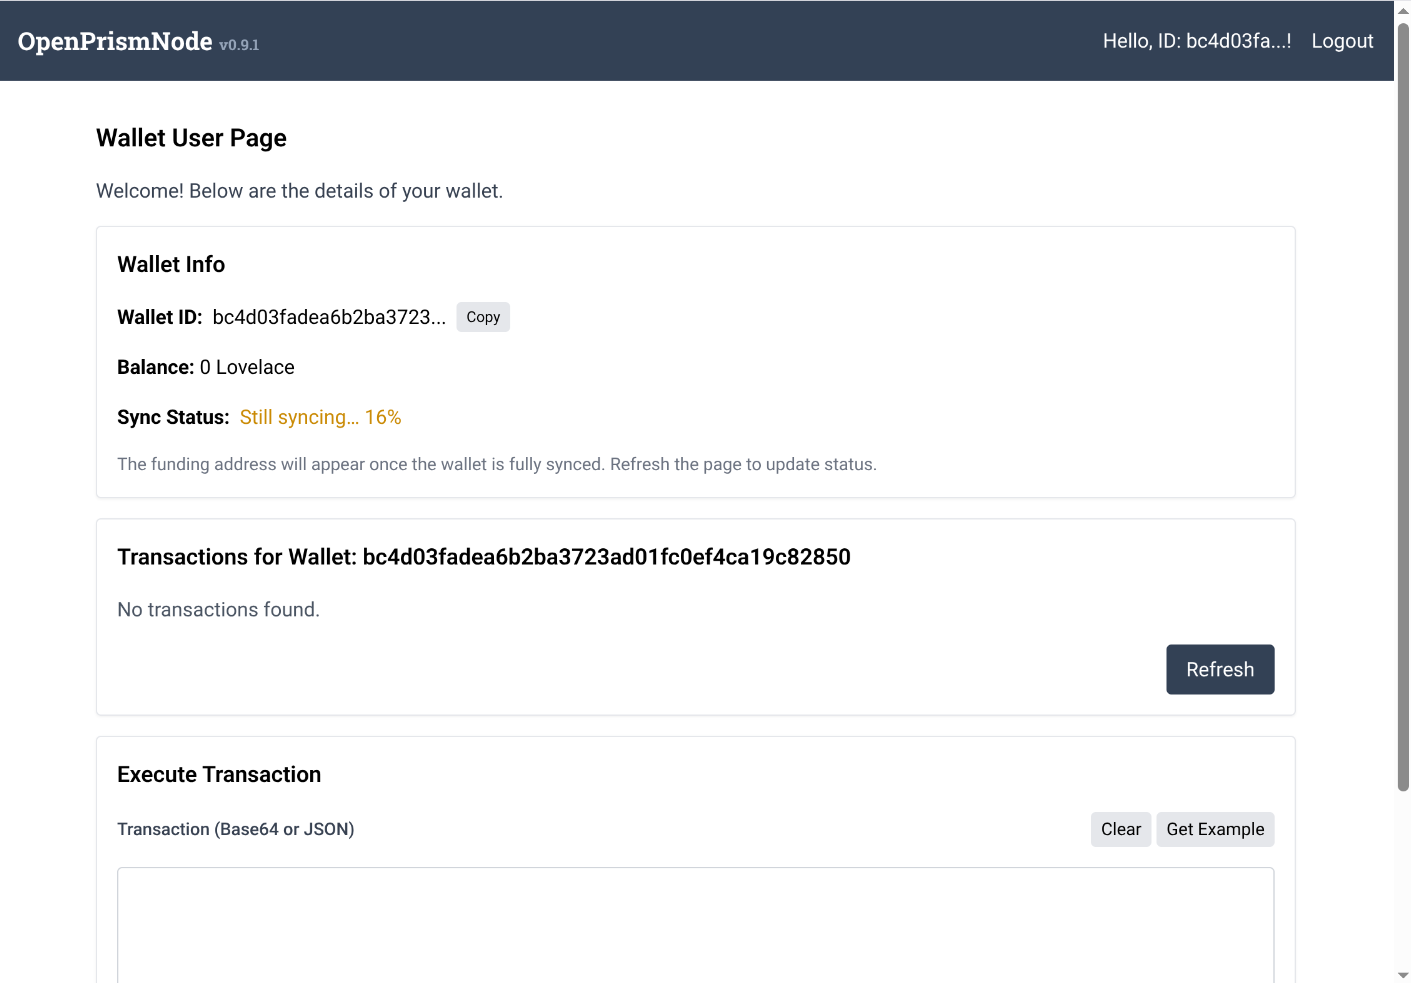 OpenPrismNode v0.9.1
Hello, ID: bc4d03fa...! Logout
Wallet User Page
Welcome! Below are the details of your wallet.
Wallet Info
Wallet ID: bc4d03fadea6b2ba3723... Copy
Balance: 0 Lovelace
Sync Status: Still syncing... 16%
The funding address will appear once the wallet is fully synced. Refresh the page to update status.
Transactions for Wallet: bc4d03fadea6b2ba3723ad01fc0ef4ca19c82850
No transactions found.
Refresh
Execute Transaction
Transaction (Base64 or JSON) Clear Get Example